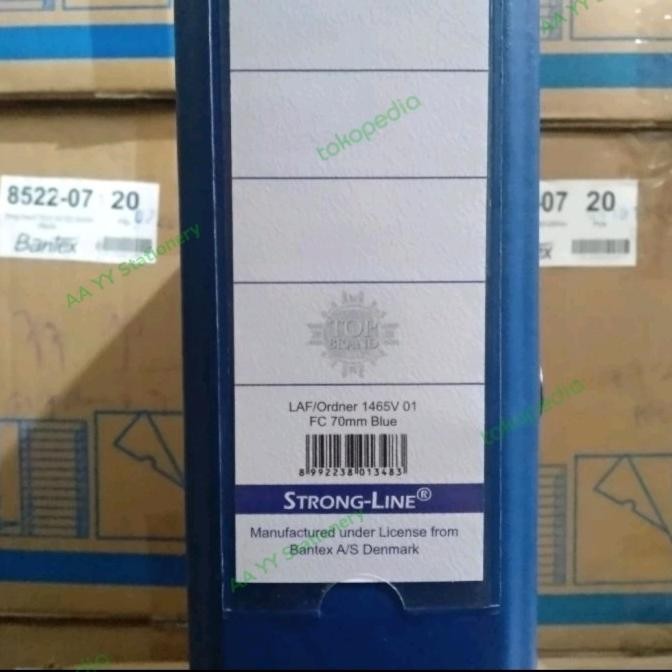 tokopedia
8522-07 20
Bantex
AA YY Stationery
-07 20
TOP
BRAND
LAF/Ordner 1465V 01
FC 70mm Blue
8 992238 013483
tokopedia
STRONG-LINE®
Manufactured under License from
Bantex A/S Denmark
AA YY Stationery